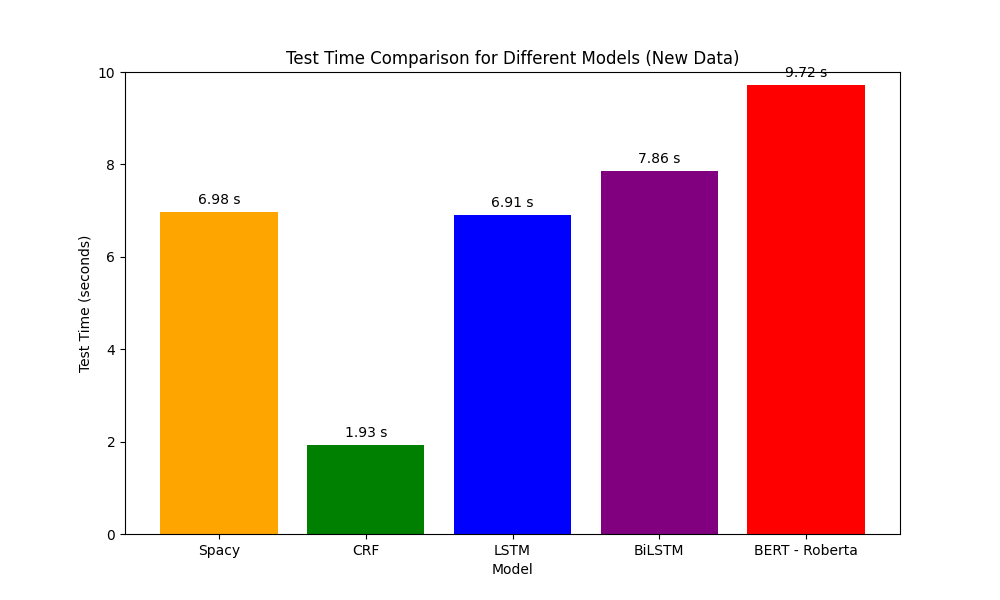 Test Time Comparison for Different Models (New Data)
10
9.72 s
8
7.86 s
6.98 s
6.91 s
6
Test Time (seconds)
4
2
1.93 s
0
Spacy
CRF
LSTM
BiLSTM
BERT - Roberta
Model